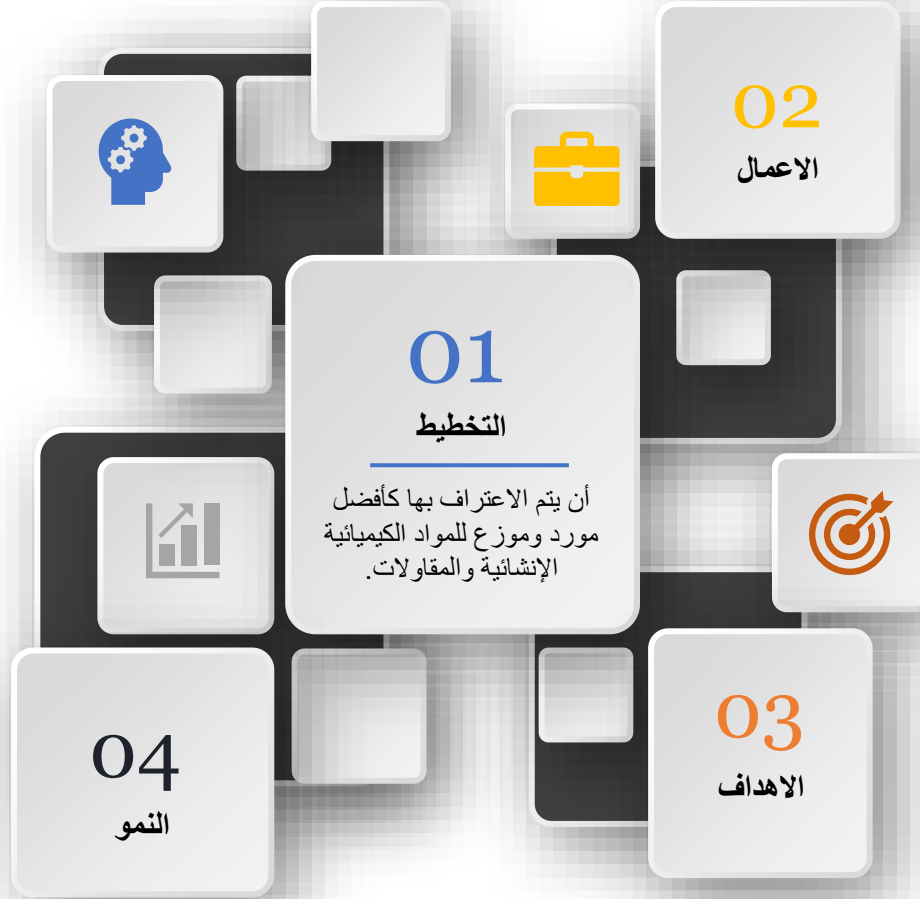 01
التخطيط
أن يتم الاعتراف بها كأفضل
مورد وموزع للمواد الكيميائية
الإنشائية والمقاولات.
02
الاعمال
03
الاهداف
04
النمو